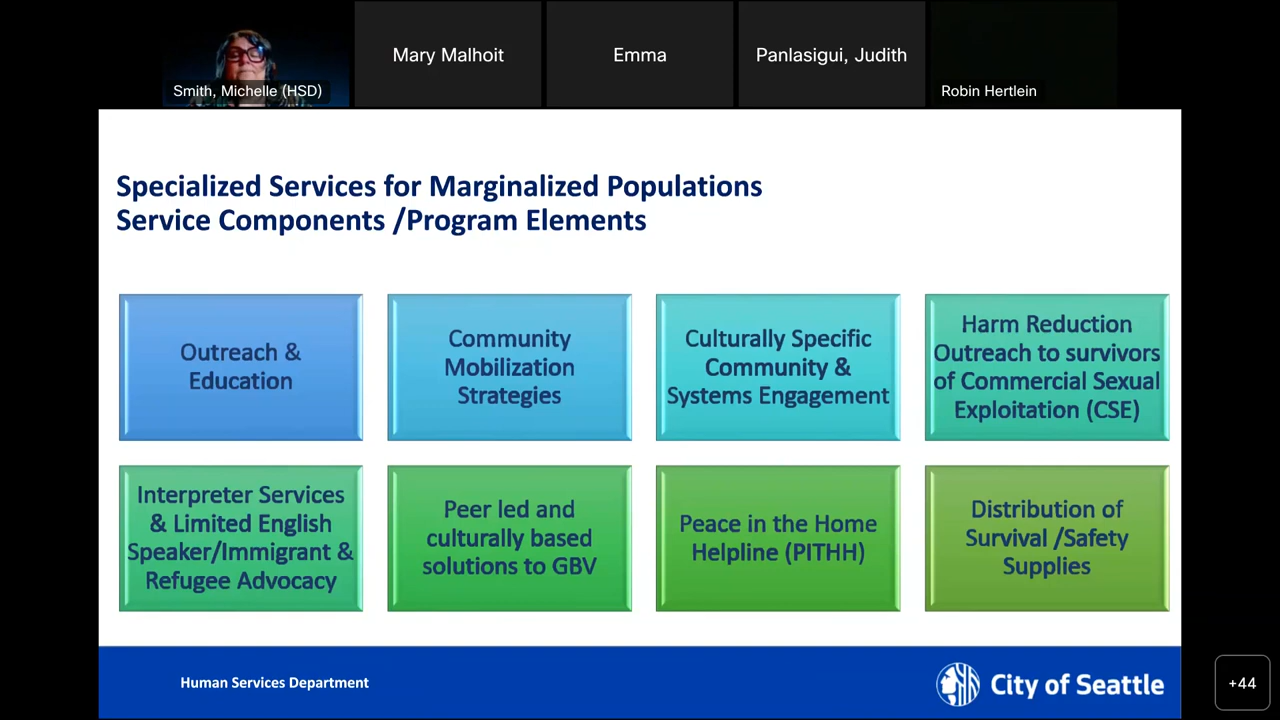 Smith, Michelle (HSD)
Mary Malhoit
Emma
Panlasigui, Judith
Robin Hertlein
Specialized Services for Marginalized Populations
Service Components /Program Elements
Outreach &
Education
Community
Mobilization
Strategies
Culturally Specific
Community &
Systems Engagement
Harm Reduction
Outreach to survivors
of Commercial Sexual
Exploitation (CSE)
Interpreter Services
& Limited English
Speaker/Immigrant &
Refugee Advocacy
Peer led and
culturally based
solutions to GBV
Peace in the Home
Helpline (PITHH)
Distribution of
Survival /Safety
Supplies
Human Services Department
City of Seattle
+44